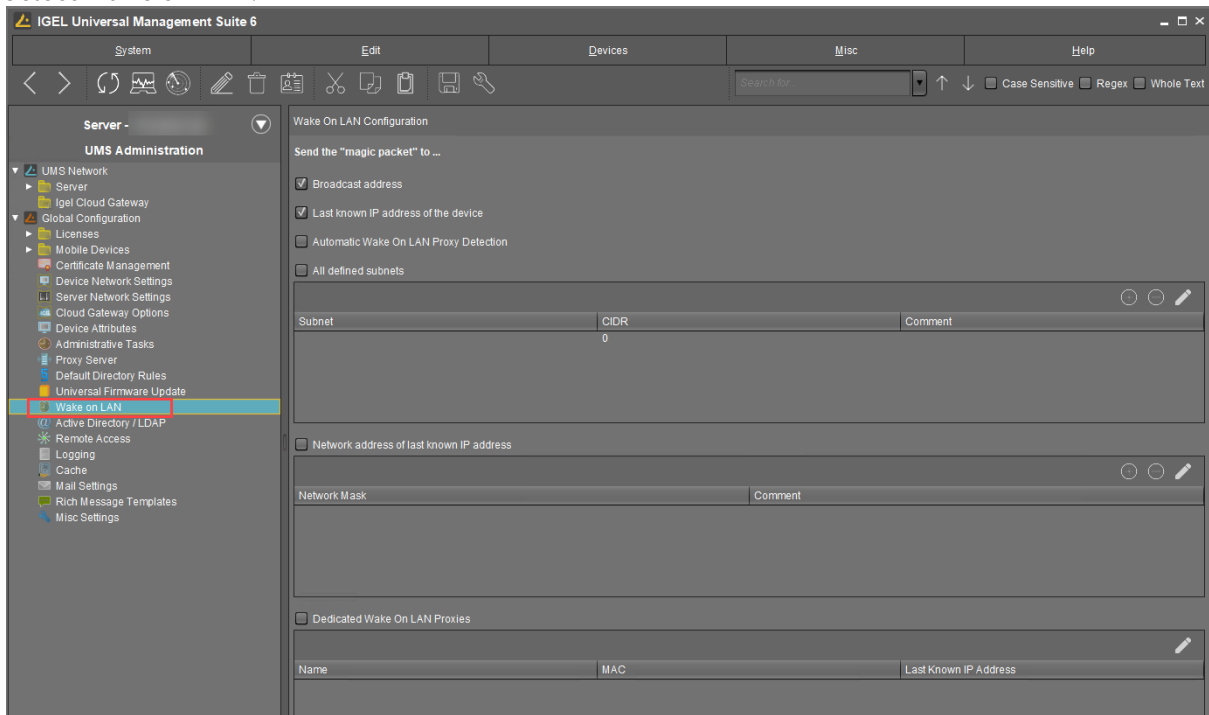 IGEL Universal Management Suite 6
System Edit Devices Misc Help
Search for...
Case Sensitive Regex Whole Text
Server -
UMS Administration
UMS Network
Server
Igel Cloud Gateway
Global Configuration
Licenses
Mobile Devices
Certificate Management
Device Network Settings
Server Network Settings
Cloud Gateway Options
Device Attributes
Administrative Tasks
Proxy Server
Default Directory Rules
Universal Firmware Update
Wake on LAN
Active Directory / LDAP
Remote Access
Logging
Cache
Mail Settings
Rich Message Templates
Misc Settings
Wake On LAN Configuration
Send the "magic packet" to ...
Broadcast address
Last known IP address of the device
Automatic Wake On LAN Proxy Detection
All defined subnets
Subnet CIDR Comment
0
Network address of last known IP address
Network Mask Comment
Dedicated Wake On LAN Proxies
Name MAC Last Known IP Address